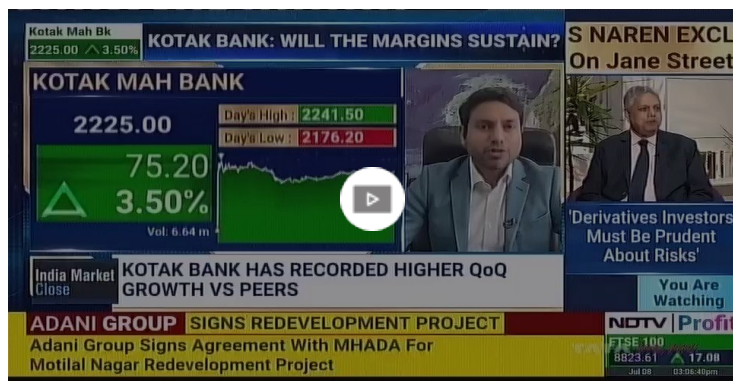 Kotak Mah Bk
2225.00 3.50%
KOTAK BANK: WILL THE MARGINS SUSTAIN?
S NAREN EXCL
On Jane Street
KOTAK MAH BANK
2225.00
75.20
3.50%
Vol: 6.64 m
Day's High : 2241.50
Day's Low : 2176.20
'Derivatives Investors
Must Be Prudent
About Risks'
India Market
Close
KOTAK BANK HAS RECORDED HIGHER QoQ
GROWTH VS PEERS
You Are
Watching
ADANI GROUP SIGNS REDEVELOPMENT PROJECT
Adani Group Signs Agreement With MHADA For
Motilal Nagar Redevelopment Project
NDTV Profit
FTSE 100
8823.61 17.08
Jul 08 03:06:40pm